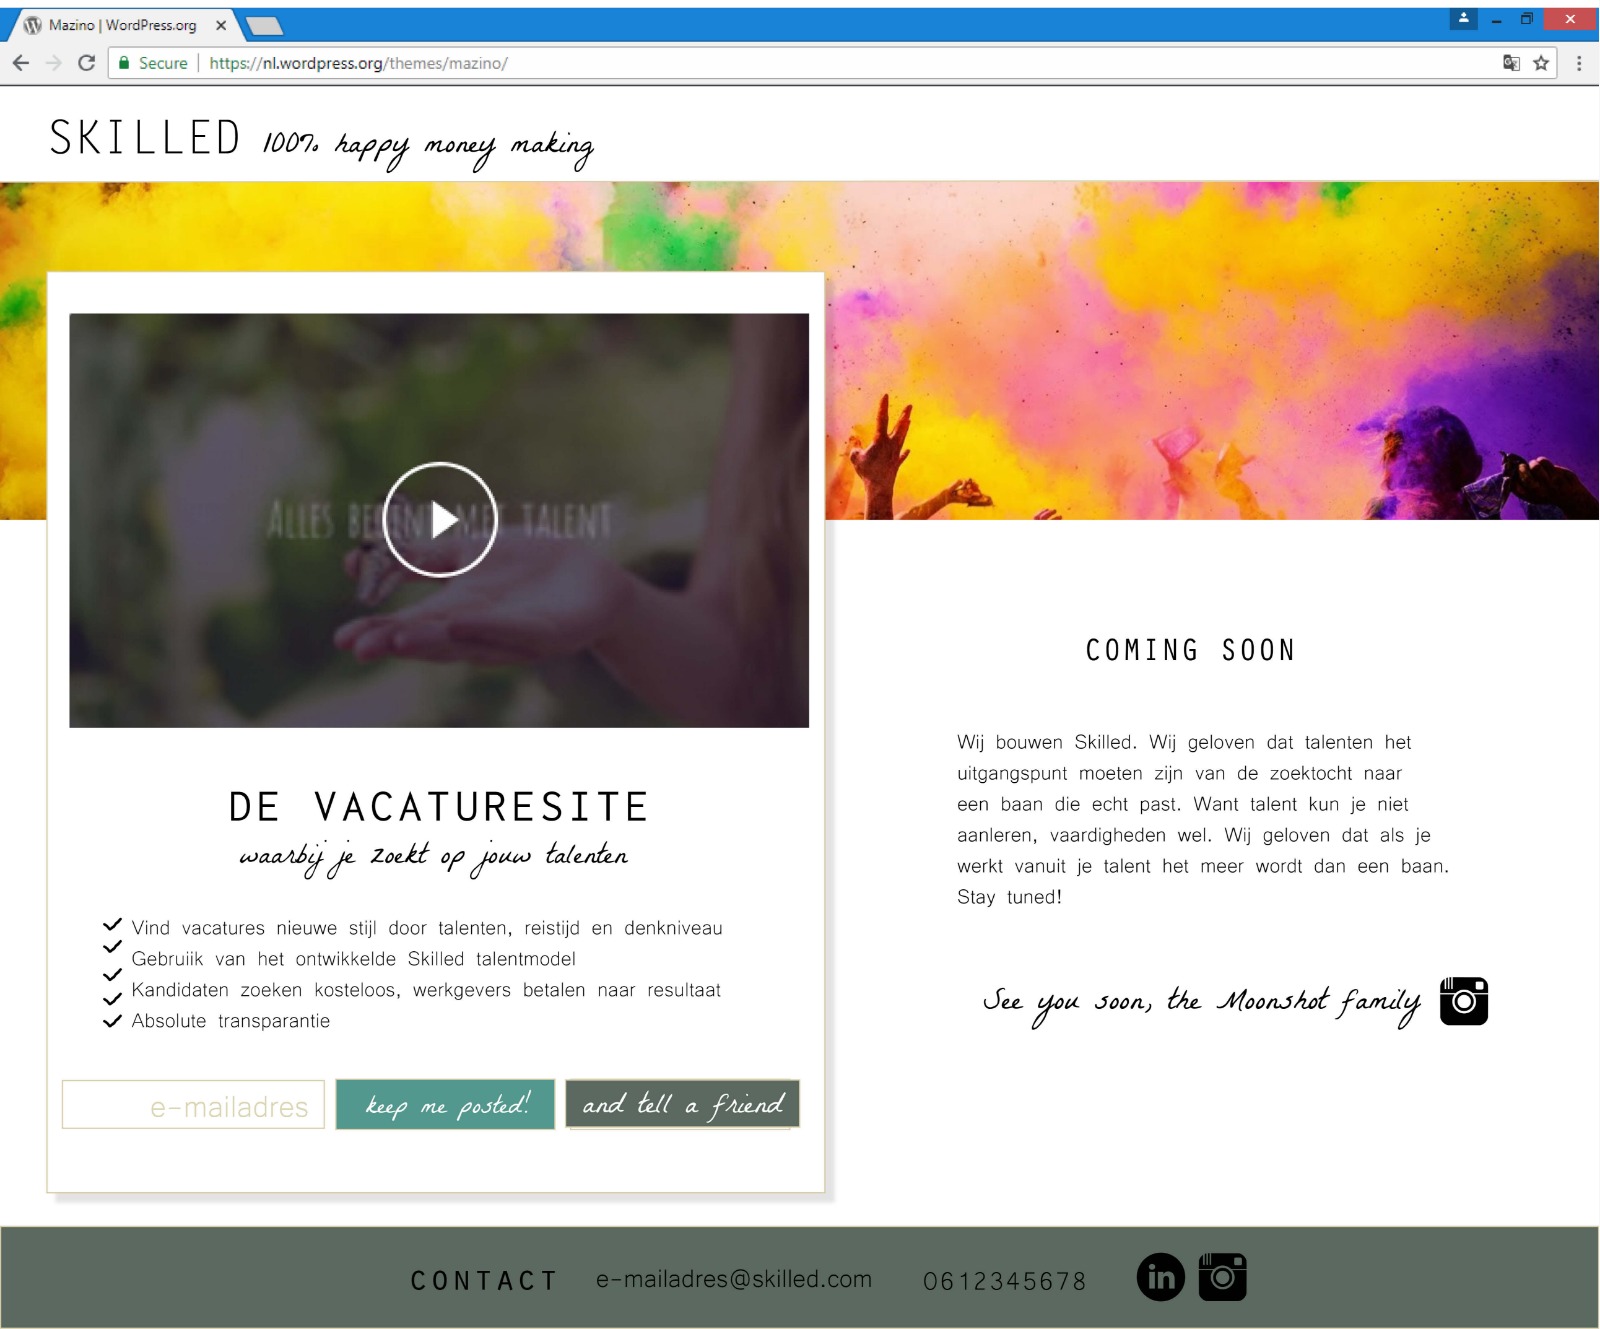 Mazino | WordPress.org
Secure
https://nl.wordpress.org/themes/mazino/
SKILLED 100% happy money making
ALLES BEGINT MET TALENT
DE VACATURESITE
waarbij je zoekt op jouw talenten
Vind vacatures nieuwe stijl door talenten, reistijd en denkniveau
Gebruiik van het ontwikkelde Skilled talentmodel
Kandidaten zoeken kosteloos, werkgevers betalen naar resultaat
Absolute transparantie
e-mailadres
keep me posted!
and tell a friend
COMING SOON
Wij bouwen Skilled. Wij geloven dat talenten het
uitgangspunt moeten zijn van de zoektocht naar
een baan die echt past. Want talent kun je niet
aanleren, vaardigheden wel. Wij geloven dat als je
werkt vanuit je talent het meer wordt dan een baan.
Stay tuned!
See you soon, the Moonshot family
CONTACT e-mailadres@skilled.com 0612345678
in